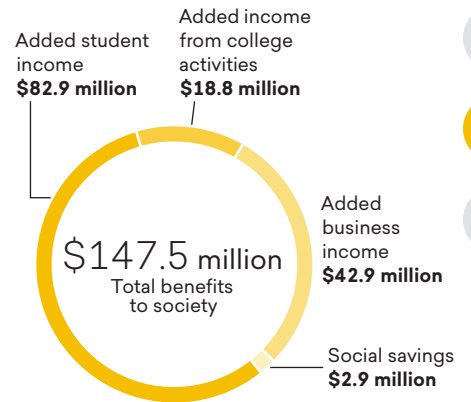 Added student
income
$82.9 million
Added income
from college
activities
$18.8 million
$147.5 million
Total benefits
to society
Added
business
income
$42.9 million
Social savings
$2.9 million